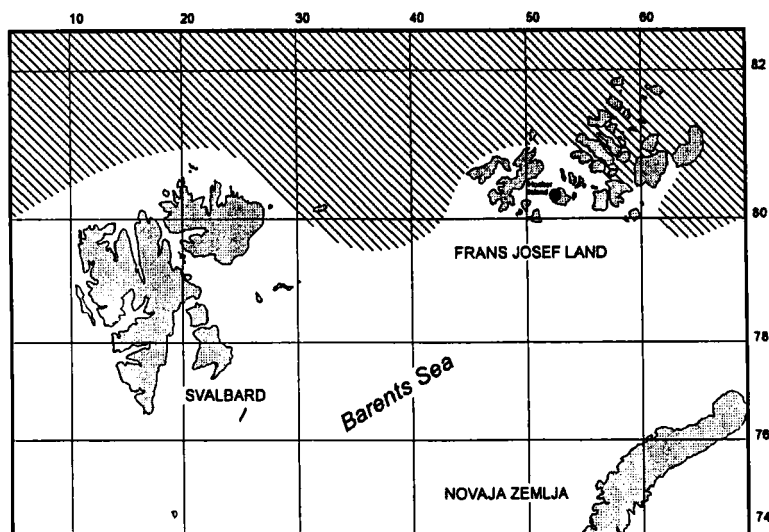 10 20 30 40 50 60
82
80
FRANS JOSEF LAND
78
Barents Sea
SVALBARD
76
NOVAJA ZEMLJA
74